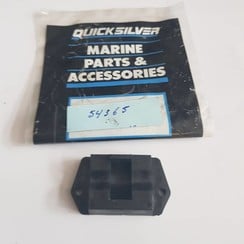 QUICKSILVER
MARINE
PARTS &
ACCESSORIES
54365